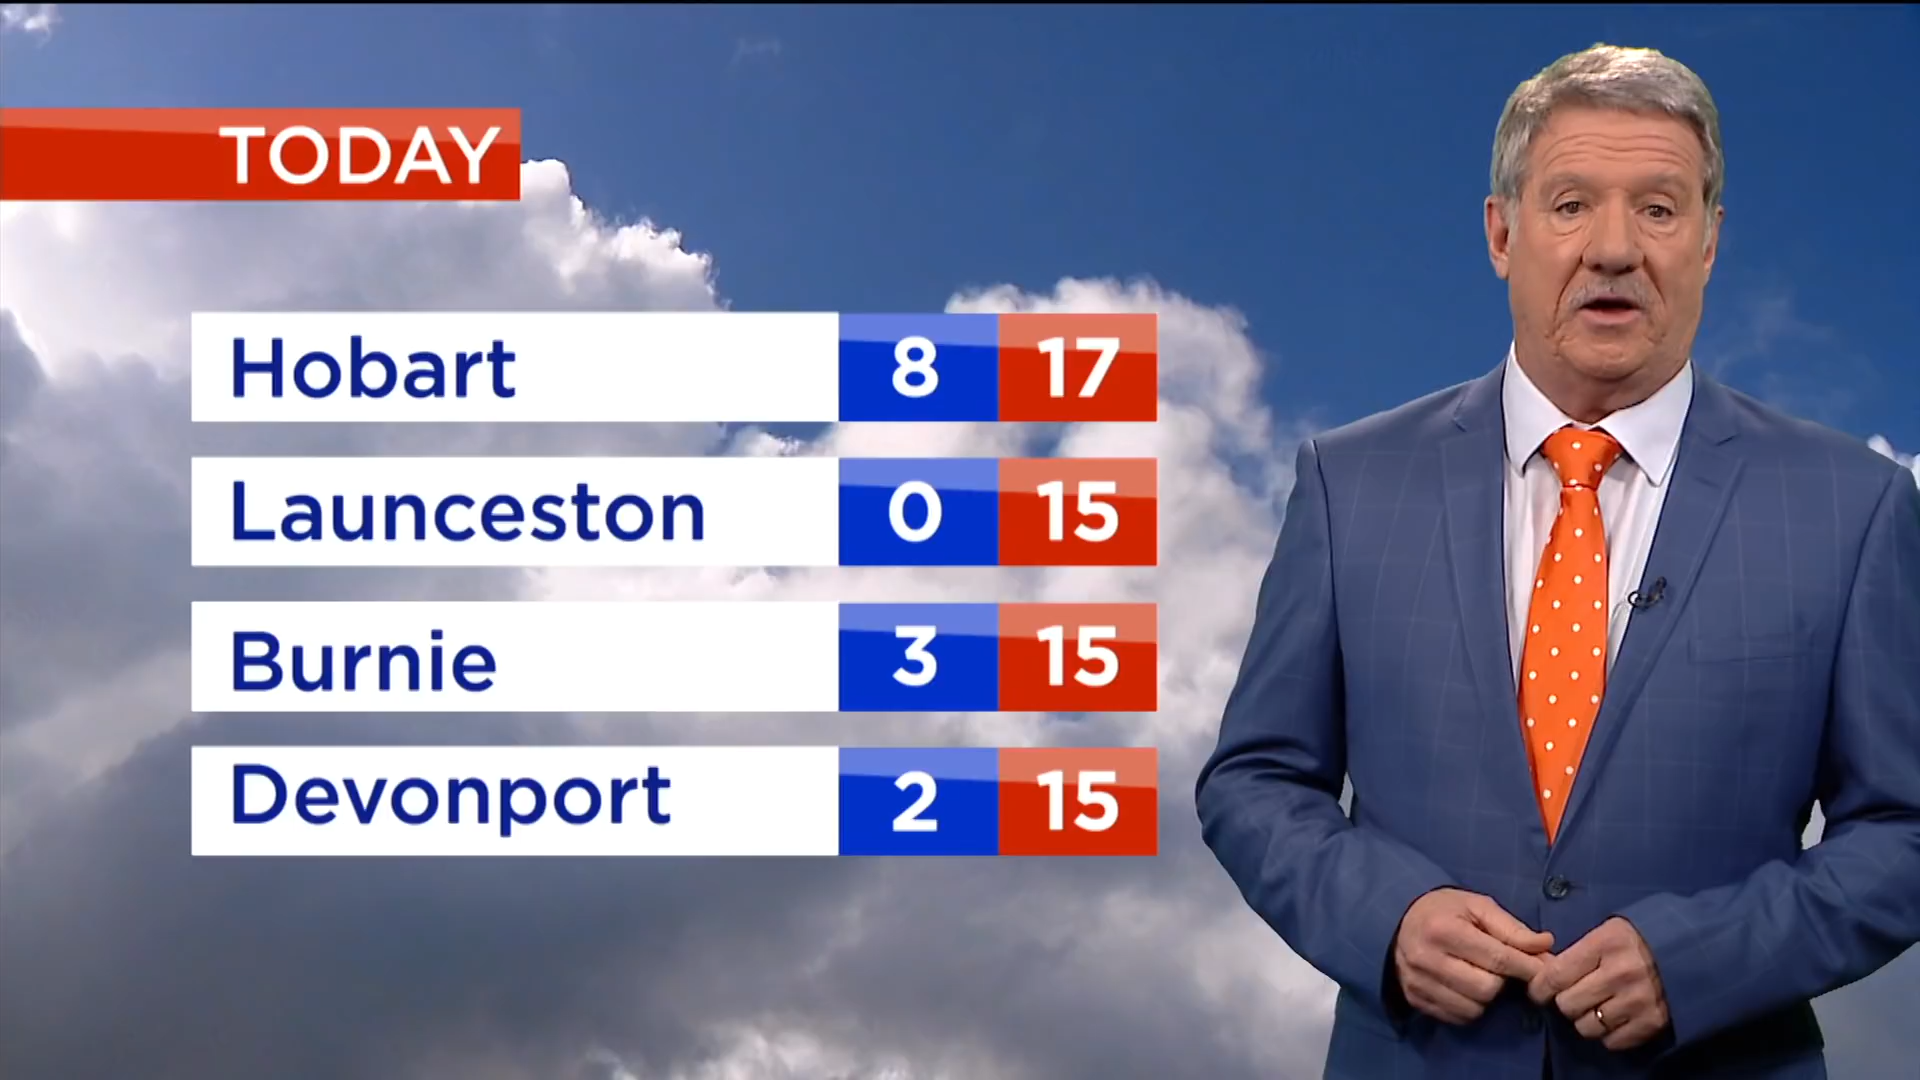 TODAY
Hobart 8 17
Launceston 0 15
Burnie 3 15
Devonport 2 15